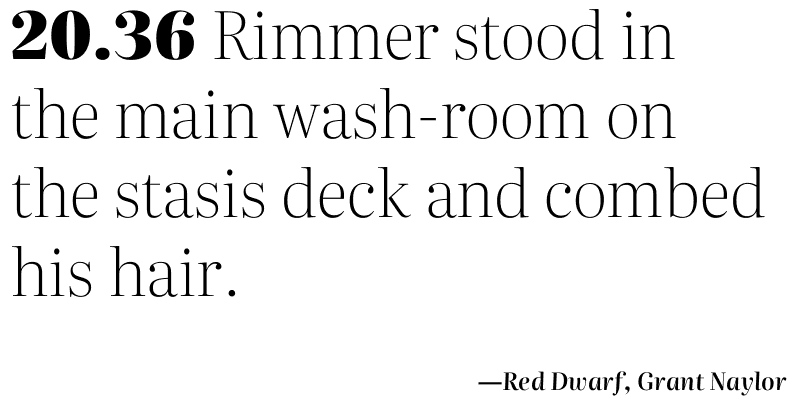 20.36 Rimmer stood in
the main wash-room on
the stasis deck and combed
his hair.
—Red Dwarf, Grant Naylor